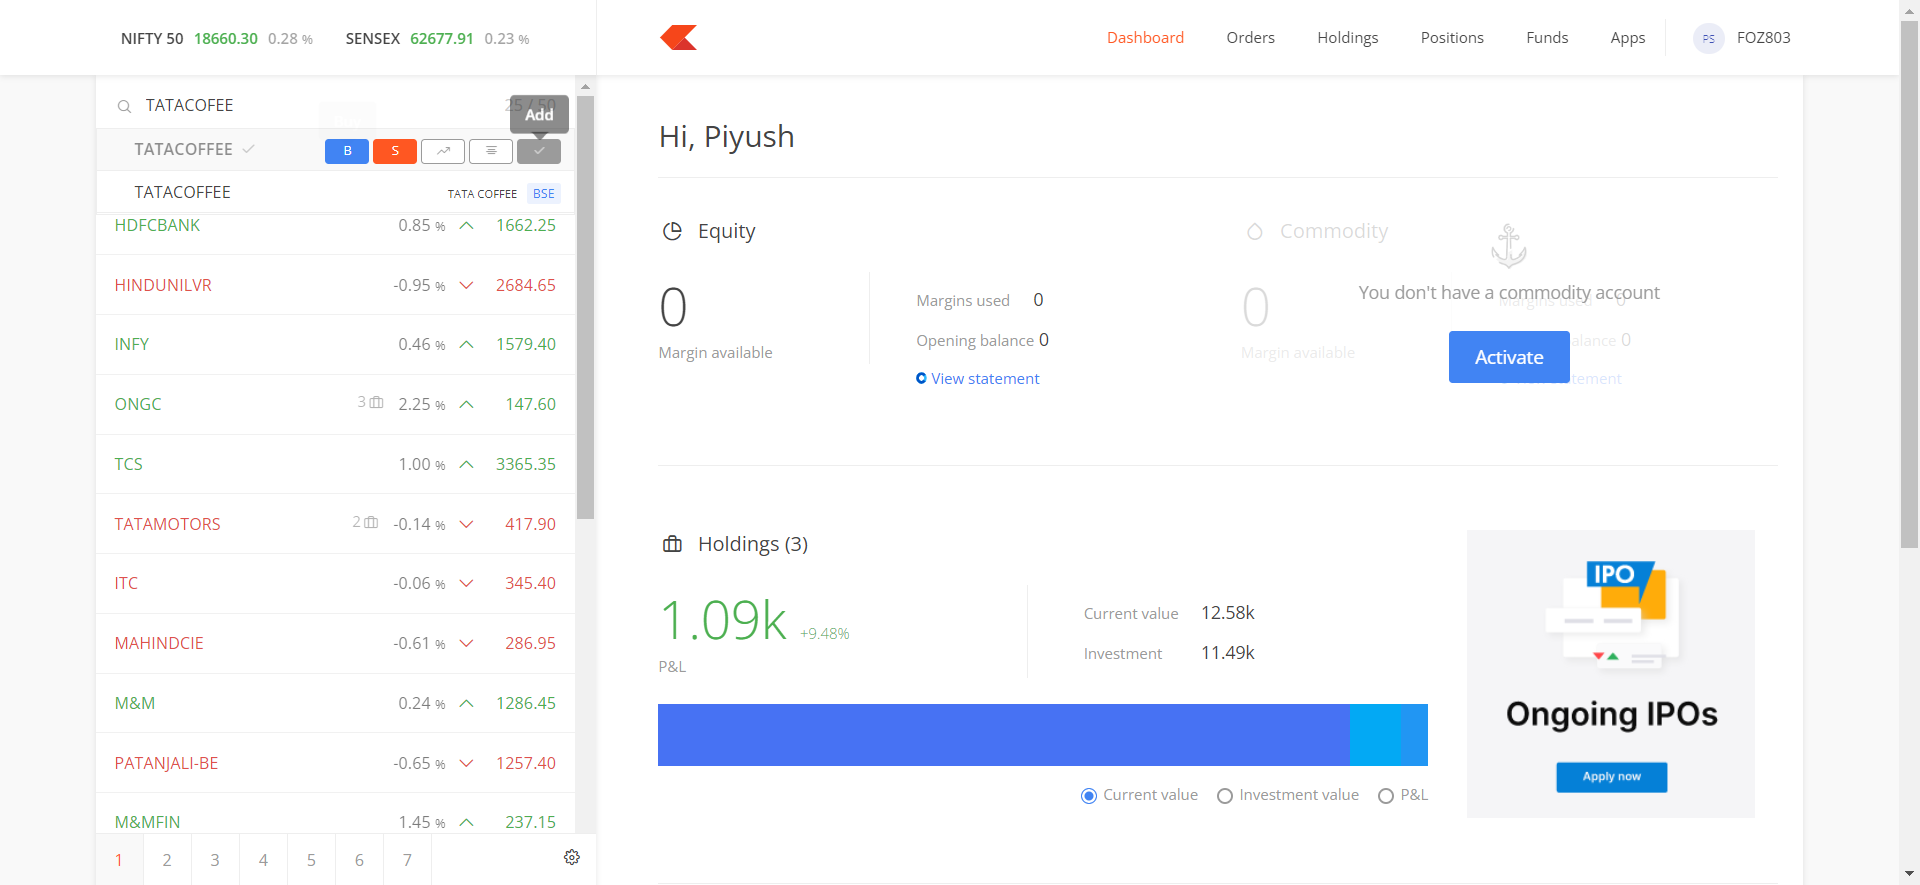 NIFTY 50 18660.30 0.28 % SENSEX 62677.91 0.23 %
Dashboard Orders Holdings Positions Funds Apps PS FOZ803
TATACOFEE 25 / 50
Add
TATACOFFEE B S
TATACOFFEE TATA COFFEE BSE
HDFCBANK 0.85 % 1662.25
HINDUNILVR -0.95 % 2684.65
INFY 0.46 % 1579.40
ONGC 3 2.25 % 147.60
TCS 1.00 % 3365.35
TATAMOTORS 2 -0.14 % 417.90
ITC -0.06 % 345.40
MAHINDCIE -0.61 % 286.95
M&M 0.24 % 1286.45
PATANJALI-BE -0.65 % 1257.40
M&MFIN 1.45 % 237.15
1 2 3 4 5 6 7
Hi, Piyush
Equity
0
Margin available
Margins used 0
Opening balance 0
View statement
Commodity
0
Margin available
You don't have a commodity account
Margins used 0
alance 0
tement
Activate
Holdings (3)
1.09k +9.48%
P&L
Current value 12.58k
Investment 11.49k
Current value Investment value P&L
IPO
Ongoing IPOs
Apply now